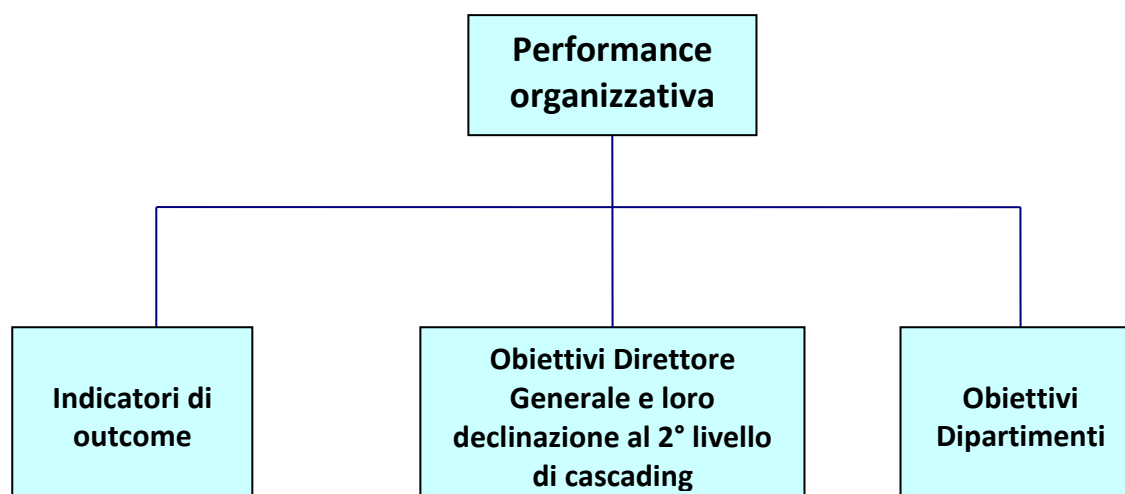 Performance
organizzativa
Indicatori di
outcome
Obiettivi Direttore
Generale e loro
declinazione al 2° livello
di cascading
Obiettivi
Dipartimenti